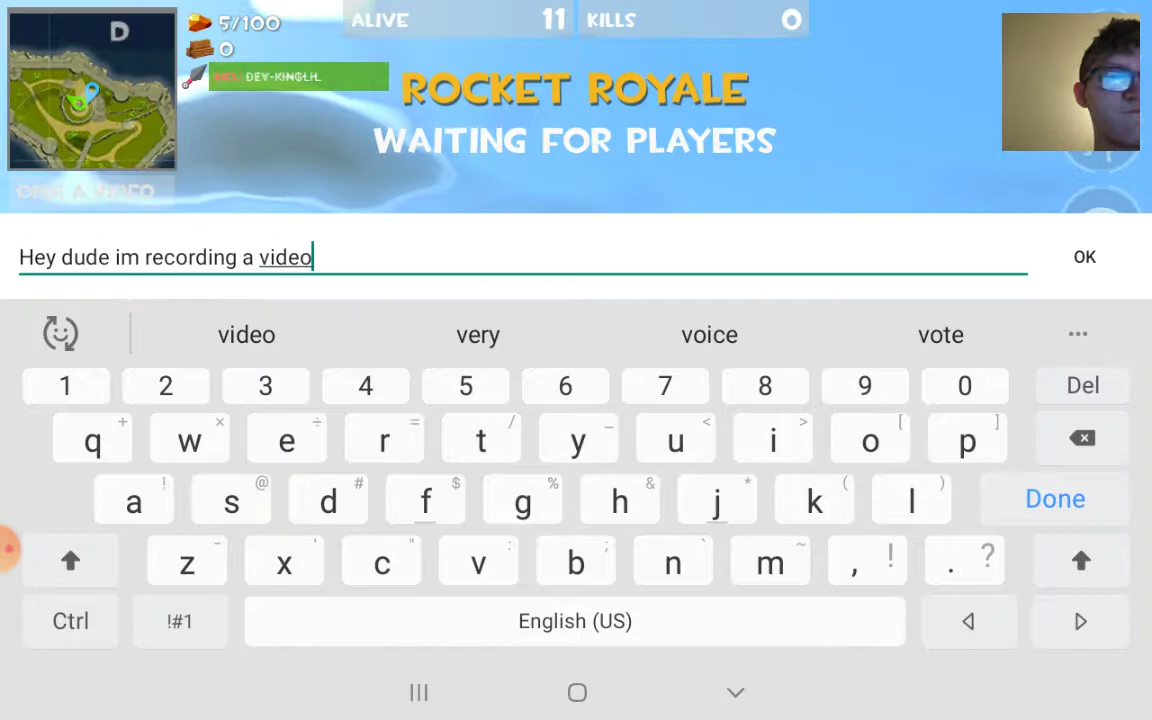 D
5/100
0
DEV-KINGLH
ALIVE 11 KILLS 0
ROCKET ROYALE
WAITING FOR PLAYERS
Hey dude im recording a video
OK
video very voice vote ...
1 2 3 4 5 6 7 8 9 0 Del
+ × ÷ = / _ < > [ ]
q w e r t y u i o p
! @ # $ % & * ( )
a s d f g h j k l Done
- ' " : ; ` ~ ! ?
z x c v b n m , .
Ctrl !#1 English (US)